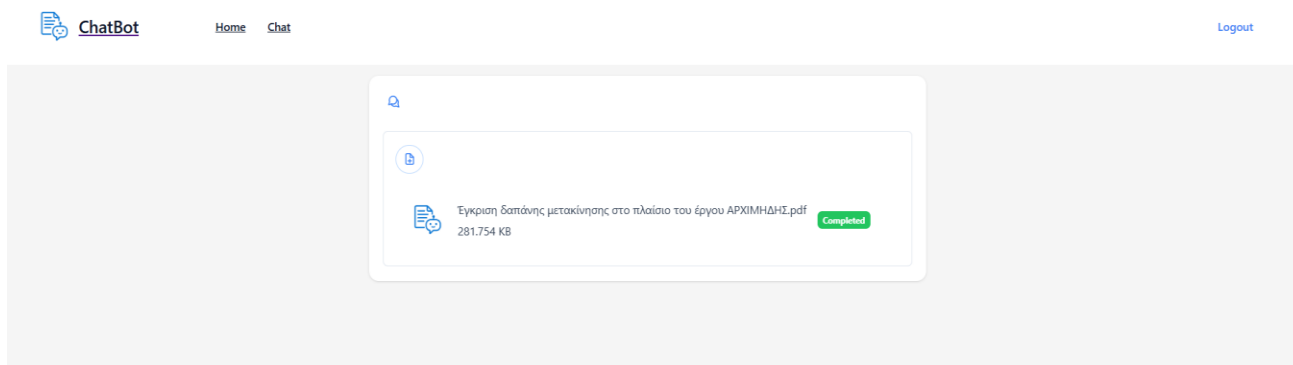 ChatBot
Home
Chat
Logout
Έγκριση δαπάνης μετακίνησης στο πλαίσιο του έργου ΑΡΧΙΜΗΔΗΣ.pdf
281.754 KB
Completed